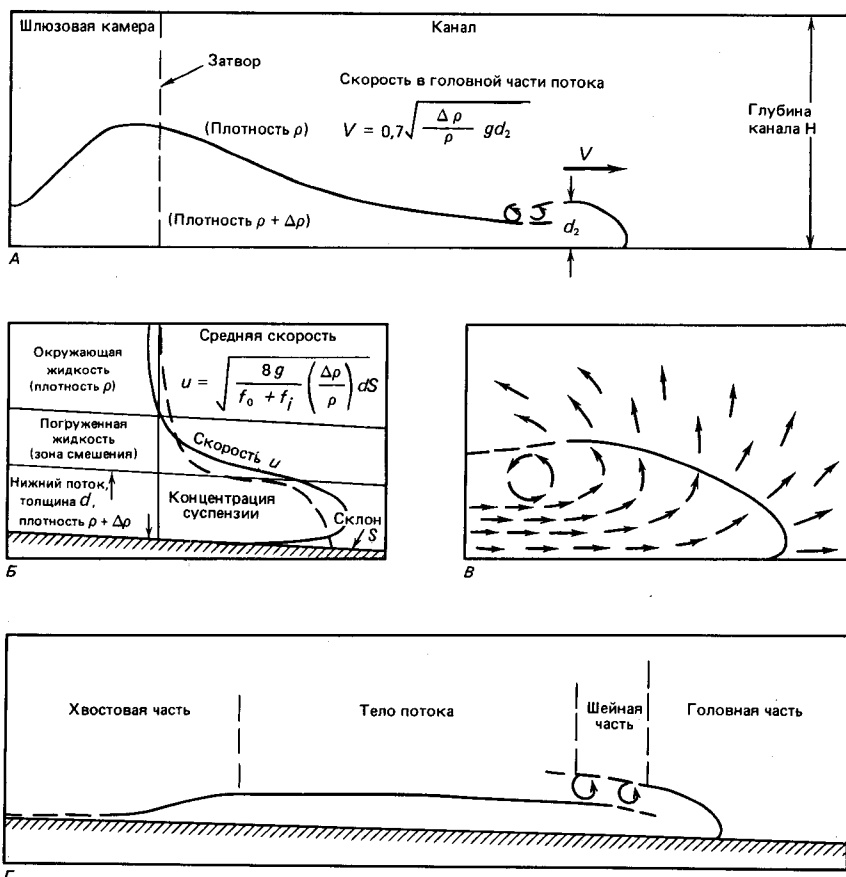 Шлюзовая камера
Канал
Затвор
Скорость в головной части потока
(Плотность ρ)
V = 0,7 √ Δρ/ρ gd₂
Глубина
канала H
V
(Плотность ρ + Δρ)
d₂
А
Окружающая
жидкость
(плотность ρ)
Средняя скорость
u = √ 8g/(f₀ + fᵢ) (Δρ/ρ) dS
Погруженная
жидкость
(зона смешения)
Скорость u
Нижний поток,
толщина d,
плотность ρ + Δρ
Концентрация
суспензии
Склон
S
Б
В
Хвостовая часть
Тело потока
Шейная
часть
Головная часть
Г